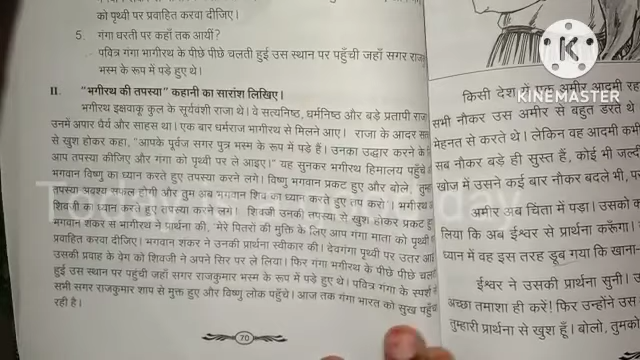 को पृथ्वी पर प्रवाहित करवा दीजिए।
5. गंगा धरती पर कहाँ तक आयीं?
पवित्र गंगा भागीरथ के पीछे पीछे चलती हुई उस स्थान पर पहुँची जहाँ सगर
भस्म के रूप में पड़े हुए थे।
II. "भगीरथ की तपस्या" कहानी का सारांश लिखिए।
भागीरथ इक्षवाकू कुल के सूर्यवंशी राजा थे। वे सत्यनिष्ठ, धर्मनिष्ठ और बड़े प्रतापी राजा
उनमें अपार धैर्य और साहस था। एक बार धर्मराज भागीरथ से मिलने आए। राजा के आदर
से खुश होकर कहा, "आपके पूर्वज सगर पुत्र भस्म के रूप में पड़े हैं। उनका उद्धार करने के
आप तपस्या कीजिए और गंगा को पृथ्वी पर ले आइए।" यह सुनकर भगीरथ हिमालय पहुँचे
भगवान विष्णु का ध्यान करते हुए तपस्या करने लगे। विष्णु भगवान प्रकट हुए और बोले,
तपस्या अवश्य सफल होगी और तुम अब भगवान शिव का ध्यान करते हुए तप करो'। भगीरथ
शिवजी का ध्यान करते हुए तपस्या करने लगे। शिवजी उनकी तपस्या से खुश होकर प्रकट
भगवान शंकर से भागीरथ ने प्रार्थना की, 'मेरे पितरों की मुक्ति के लिए आप गंगा माता को पृथ्वी
प्रवाहित करवा दीजिए। भगवान शंकर ने उनकी प्रार्थना स्वीकार की। देवगंगा पृथ्वी पर उतर
उसकी प्रवाह के वेग को शिवजी ने अपने सिर पर ले लिया। फिर गंगा भगीरथ के पीछे पीछे
हुई उस स्थान पर पहुंची जहाँ सगर राजकुमार भस्म के रूप में पड़े हुए थे। पवित्र गंगा के स्पर्श
सभी सगर राजकुमार शाप से मुक्त हुए और विष्णु लोक पहुँचे। आज तक गंगा भारत को सुख
रही है।
70
किसी देश में एक अमीर आदमी
सभी नौकर उस अमीर से बहुत डरते थे
मेहनत से करते थे। लेकिन वह आदमी कभी
सब नौकर बड़े ही सुस्त हैं, कोई भी
खोज में उसने कई बार नौकर बदले भी,
अमीर अब चिंता में पड़ा। उसको
लिया कि अब ईश्वर से प्रार्थना करूँगा।
ध्यान में वह इस तरह डूब गया कि खाना-
ईश्वर ने उसकी प्रार्थना सुनी।
अच्छा तमाशा ही करें! फिर उन्होंने उस
तुम्हारी प्रार्थना से खुश हूँ। बोलो, तुमको
KINEMASTER